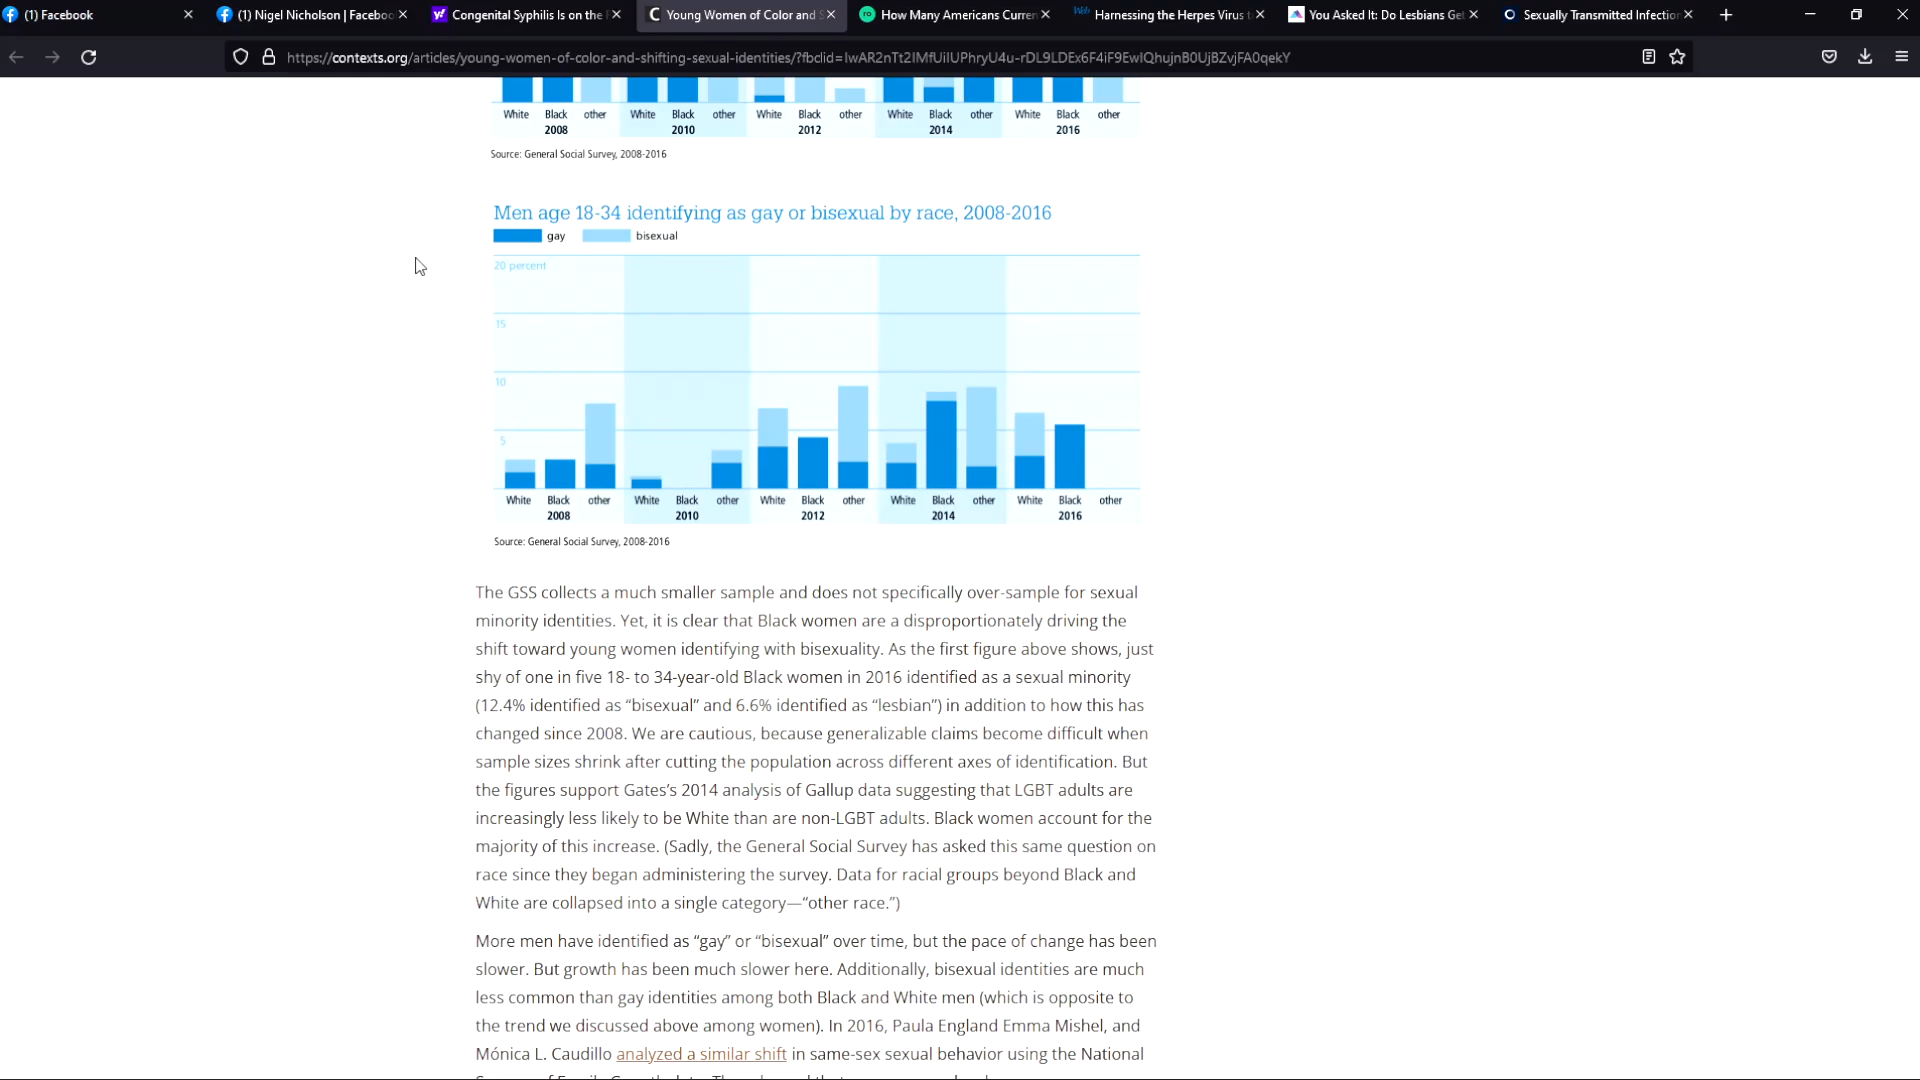 (1) Facebook
(1) Nigel Nicholson | Faceboo
Congenital Syphilis Is on the
Young Women of Color and S
How Many Americans Curren
Harnessing the Herpes Virus t
You Asked It: Do Lesbians Get
Sexually Transmitted Infection
https://contexts.org/articles/young-women-of-color-and-shifting-sexual-identities/?fbclid=IwAR2nTt2IMfUiIUPhryU4u-rDL9LDEx6F4iF9EwIQhujnB0UjBZvjFA0qekY
White Black other White Black other White Black other White Black other White Black other
2008 2010 2012 2014 2016
Source: General Social Survey, 2008-2016
Men age 18-34 identifying as gay or bisexual by race, 2008-2016
gay bisexual
20 percent
15
10
5
White Black other White Black other White Black other White Black other White Black other
2008 2010 2012 2014 2016
Source: General Social Survey, 2008-2016
The GSS collects a much smaller sample and does not specifically over-sample for sexual
minority identities. Yet, it is clear that Black women are a disproportionately driving the
shift toward young women identifying with bisexuality. As the first figure above shows, just
shy of one in five 18- to 34-year-old Black women in 2016 identified as a sexual minority
(12.4% identified as “bisexual” and 6.6% identified as “lesbian”) in addition to how this has
changed since 2008. We are cautious, because generalizable claims become difficult when
sample sizes shrink after cutting the population across different axes of identification. But
the figures support Gates’s 2014 analysis of Gallup data suggesting that LGBT adults are
increasingly less likely to be White than are non-LGBT adults. Black women account for the
majority of this increase. (Sadly, the General Social Survey has asked this same question on
race since they began administering the survey. Data for racial groups beyond Black and
White are collapsed into a single category—“other race.”)
More men have identified as “gay” or “bisexual” over time, but the pace of change has been
slower. But growth has been much slower here. Additionally, bisexual identities are much
less common than gay identities among both Black and White men (which is opposite to
the trend we discussed above among women). In 2016, Paula England Emma Mishel, and
Mónica L. Caudillo analyzed a similar shift in same-sex sexual behavior using the National